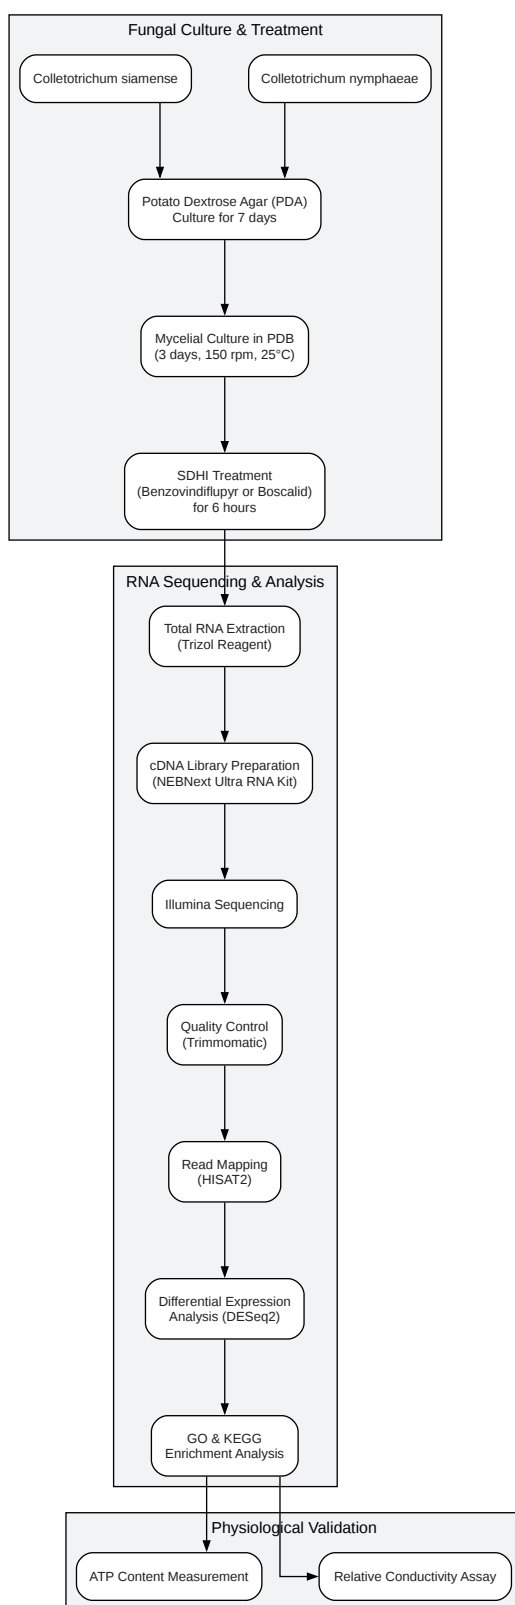 Fungal Culture & Treatment
Colletotrichum siamense
Colletotrichum nymphaeae
Potato Dextrose Agar (PDA)
Culture for 7 days
Mycelial Culture in PDB
(3 days, 150 rpm, 25°C)
SDHI Treatment
(Benzovindiflupyr or Boscalid)
for 6 hours
RNA Sequencing & Analysis
Total RNA Extraction
(Trizol Reagent)
cDNA Library Preparation
(NEBNext Ultra RNA Kit)
Illumina Sequencing
Quality Control
(Trimmomatic)
Read Mapping
(HISAT2)
Differential Expression
Analysis (DESeq2)
GO & KEGG
Enrichment Analysis
Physiological Validation
ATP Content Measurement
Relative Conductivity Assay